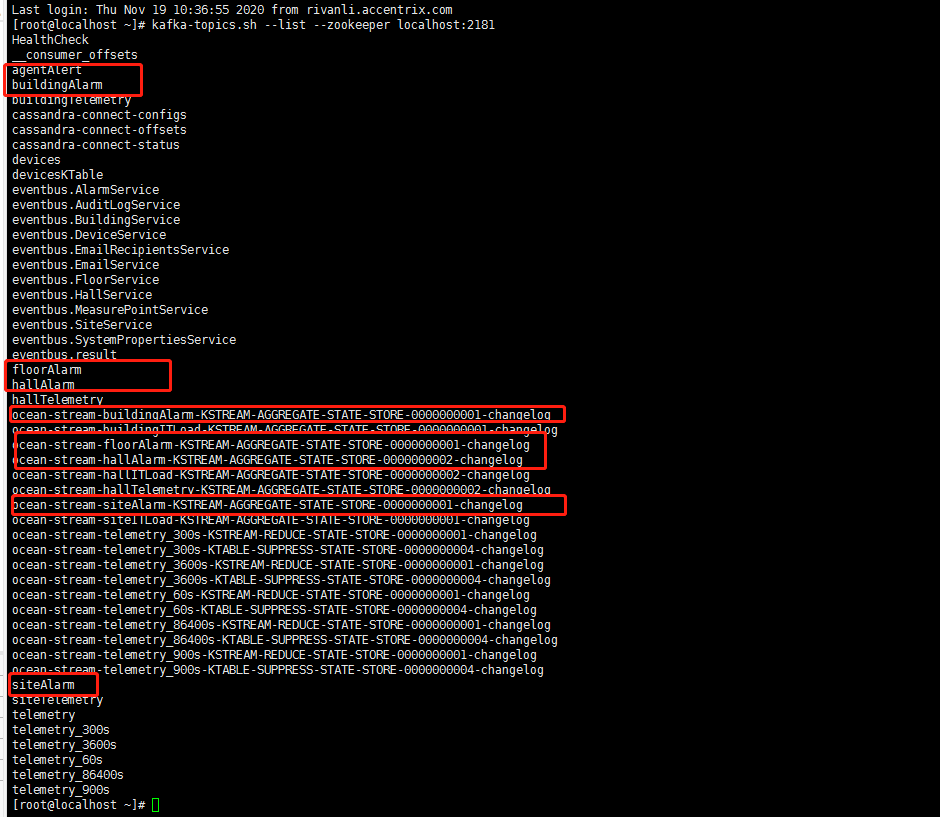 Last login: Thu Nov 19 10:36:55 2020 from rivanli.accentrix.com
[root@localhost ~]# kafka-topics.sh --list --zookeeper localhost:2181
HealthCheck
__consumer_offsets
agentAlert
buildingAlarm
buildingTelemetry
cassandra-connect-configs
cassandra-connect-offsets
cassandra-connect-status
devices
devicesKTable
eventbus.AlarmService
eventbus.AuditLogService
eventbus.BuildingService
eventbus.DeviceService
eventbus.EmailRecipientsService
eventbus.EmailService
eventbus.FloorService
eventbus.HallService
eventbus.MeasurePointService
eventbus.SiteService
eventbus.SystemPropertiesService
eventbus.result
floorAlarm
hallAlarm
hallTelemetry
ocean-stream-buildingAlarm-KSTREAM-AGGREGATE-STATE-STORE-0000000001-changelog
ocean-stream-buildingITLoad-KSTREAM-AGGREGATE-STATE-STORE-0000000001-changelog
ocean-stream-floorAlarm-KSTREAM-AGGREGATE-STATE-STORE-0000000001-changelog
ocean-stream-hallAlarm-KSTREAM-AGGREGATE-STATE-STORE-0000000002-changelog
ocean-stream-hallITLoad-KSTREAM-AGGREGATE-STATE-STORE-0000000002-changelog
ocean-stream-hallTelemetry-KSTREAM-AGGREGATE-STATE-STORE-0000000002-changelog
ocean-stream-siteAlarm-KSTREAM-AGGREGATE-STATE-STORE-0000000001-changelog
ocean-stream-siteITLoad-KSTREAM-AGGREGATE-STATE-STORE-0000000001-changelog
ocean-stream-telemetry_300s-KSTREAM-REDUCE-STATE-STORE-0000000001-changelog
ocean-stream-telemetry_300s-KTABLE-SUPPRESS-STATE-STORE-0000000004-changelog
ocean-stream-telemetry_3600s-KSTREAM-REDUCE-STATE-STORE-0000000001-changelog
ocean-stream-telemetry_3600s-KTABLE-SUPPRESS-STATE-STORE-0000000004-changelog
ocean-stream-telemetry_60s-KSTREAM-REDUCE-STATE-STORE-0000000001-changelog
ocean-stream-telemetry_60s-KTABLE-SUPPRESS-STATE-STORE-0000000004-changelog
ocean-stream-telemetry_86400s-KSTREAM-REDUCE-STATE-STORE-0000000001-changelog
ocean-stream-telemetry_86400s-KTABLE-SUPPRESS-STATE-STORE-0000000004-changelog
ocean-stream-telemetry_900s-KSTREAM-REDUCE-STATE-STORE-0000000001-changelog
ocean-stream-telemetry_900s-KTABLE-SUPPRESS-STATE-STORE-0000000004-changelog
siteAlarm
siteTelemetry
telemetry
telemetry_300s
telemetry_3600s
telemetry_60s
telemetry_86400s
telemetry_900s
[root@localhost ~]#